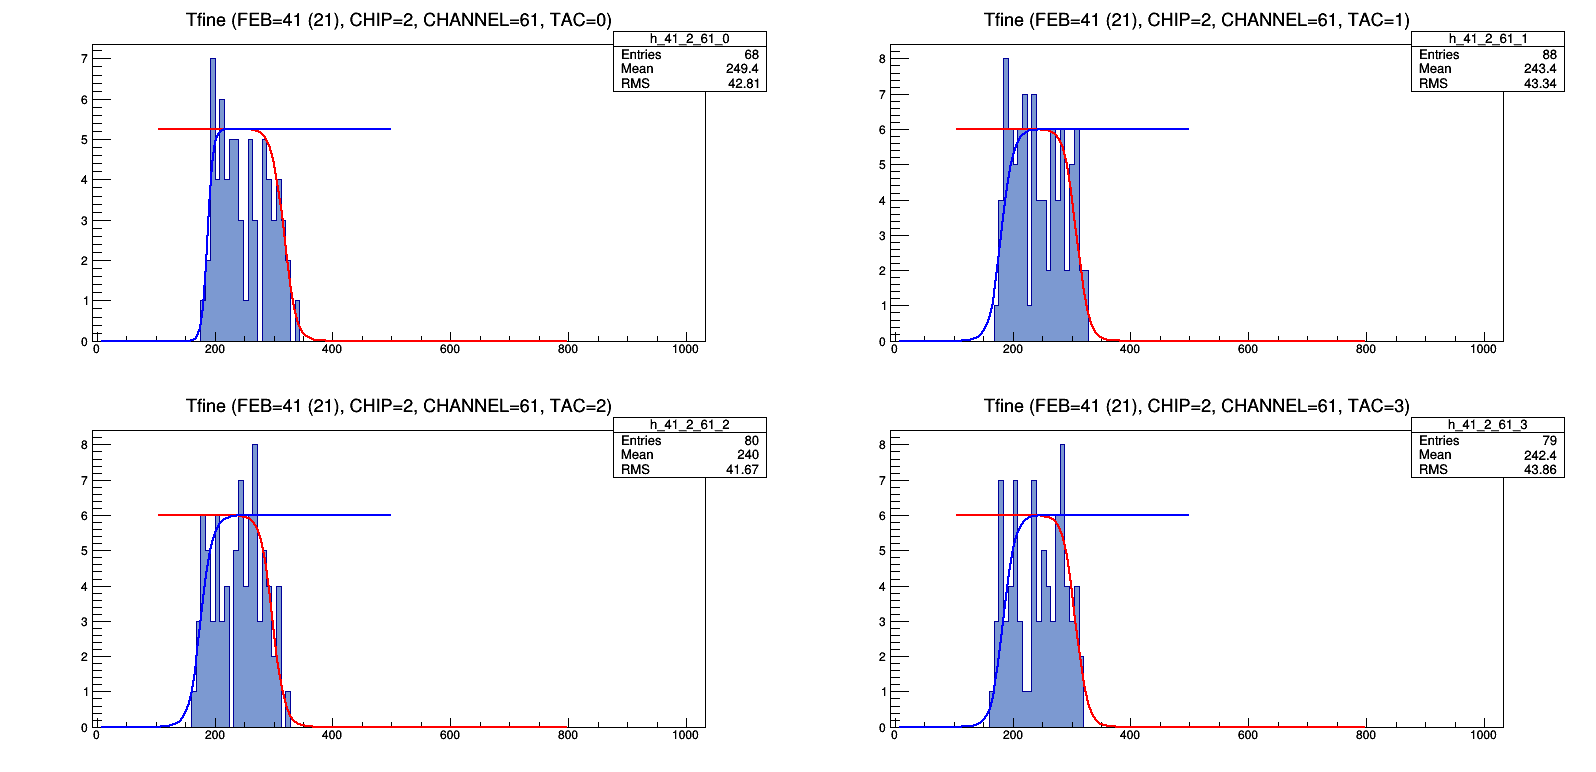 Tfine (FEB=41 (21), CHIP=2, CHANNEL=61, TAC=0)
h_41_2_61_0
Entries 68
Mean 249.4
RMS 42.81
7
6
5
4
3
2
1
0
0 200 400 600 800 1000
Tfine (FEB=41 (21), CHIP=2, CHANNEL=61, TAC=1)
h_41_2_61_1
Entries 88
Mean 243.4
RMS 43.34
8
7
6
5
4
3
2
1
0
0 200 400 600 800 1000
Tfine (FEB=41 (21), CHIP=2, CHANNEL=61, TAC=2)
h_41_2_61_2
Entries 80
Mean 240
RMS 41.67
8
7
6
5
4
3
2
1
0
0 200 400 600 800 1000
Tfine (FEB=41 (21), CHIP=2, CHANNEL=61, TAC=3)
h_41_2_61_3
Entries 79
Mean 242.4
RMS 43.86
8
7
6
5
4
3
2
1
0
0 200 400 600 800 1000